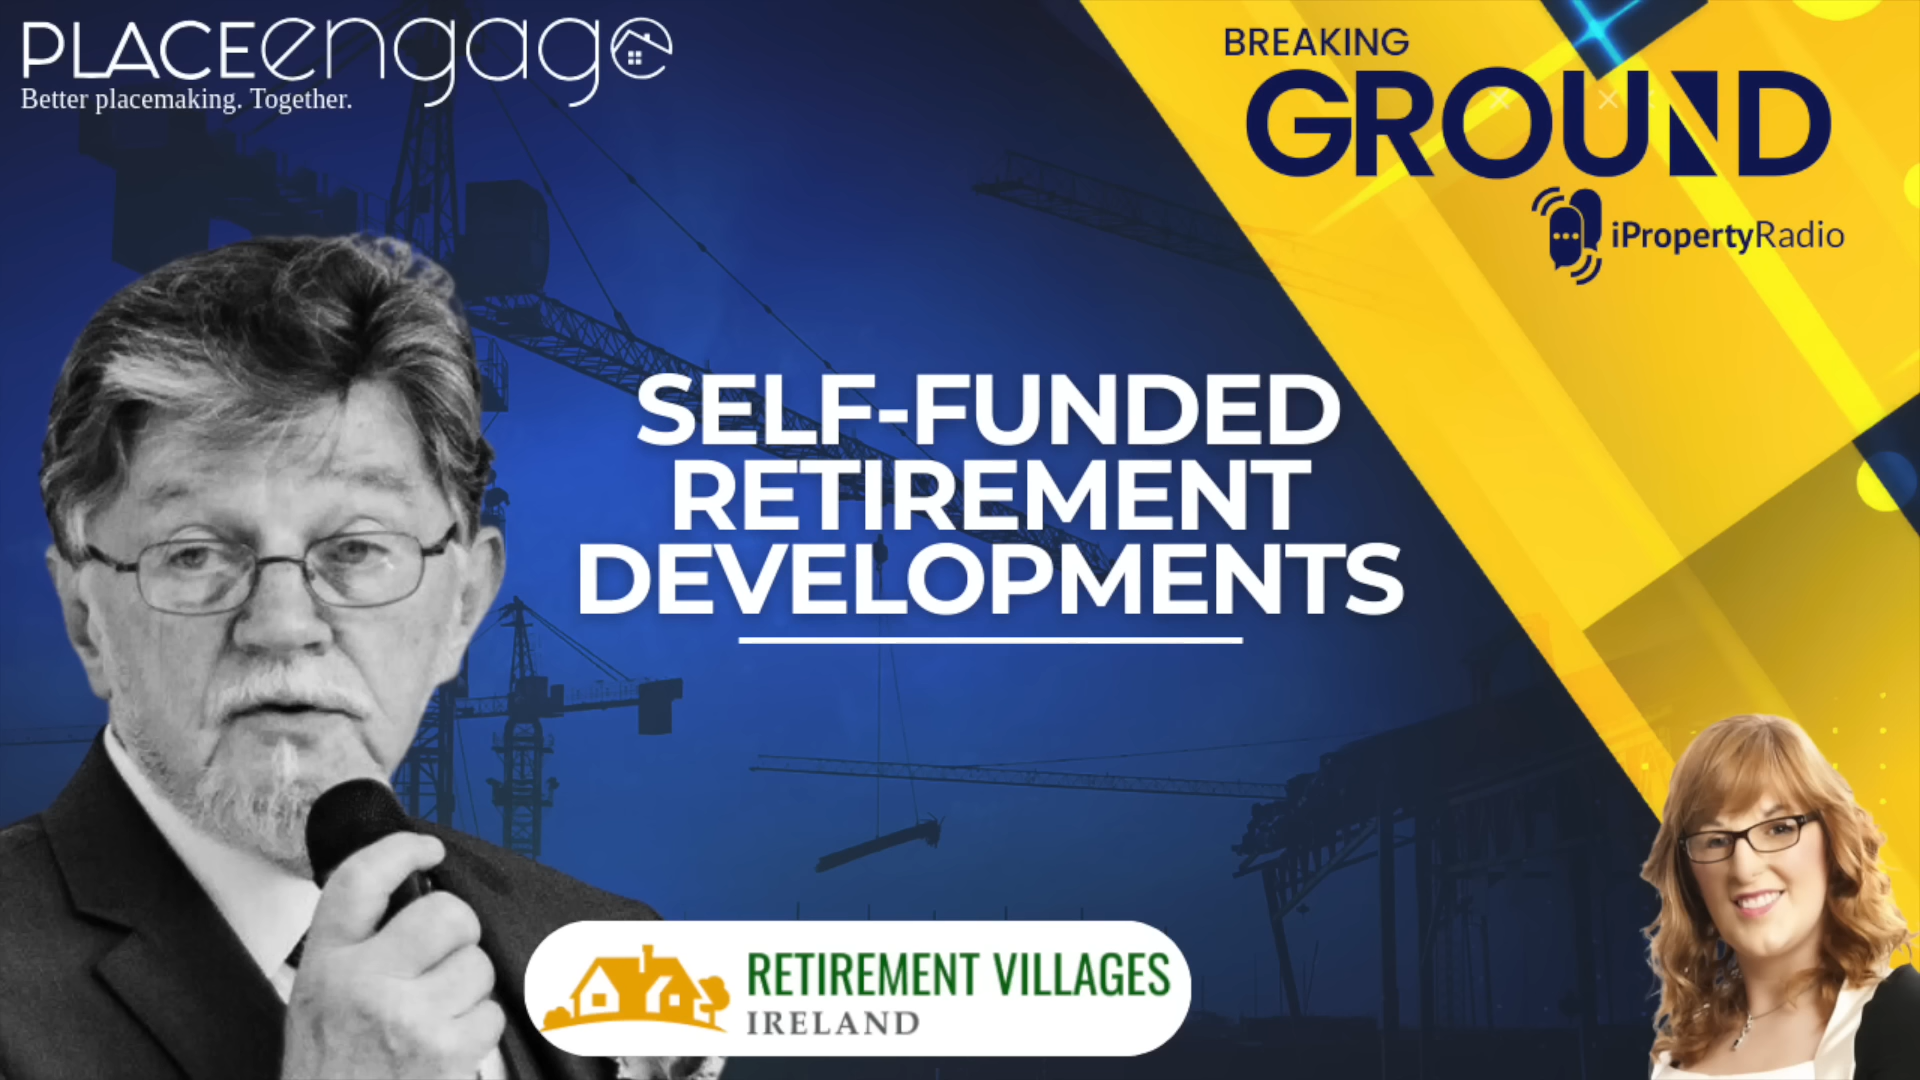 PLACEengage
Better placemaking. Together.
BREAKING
GROUND
iPropertyRadio
SELF-FUNDED
RETIREMENT
DEVELOPMENTS
RETIREMENT VILLAGES
IRELAND